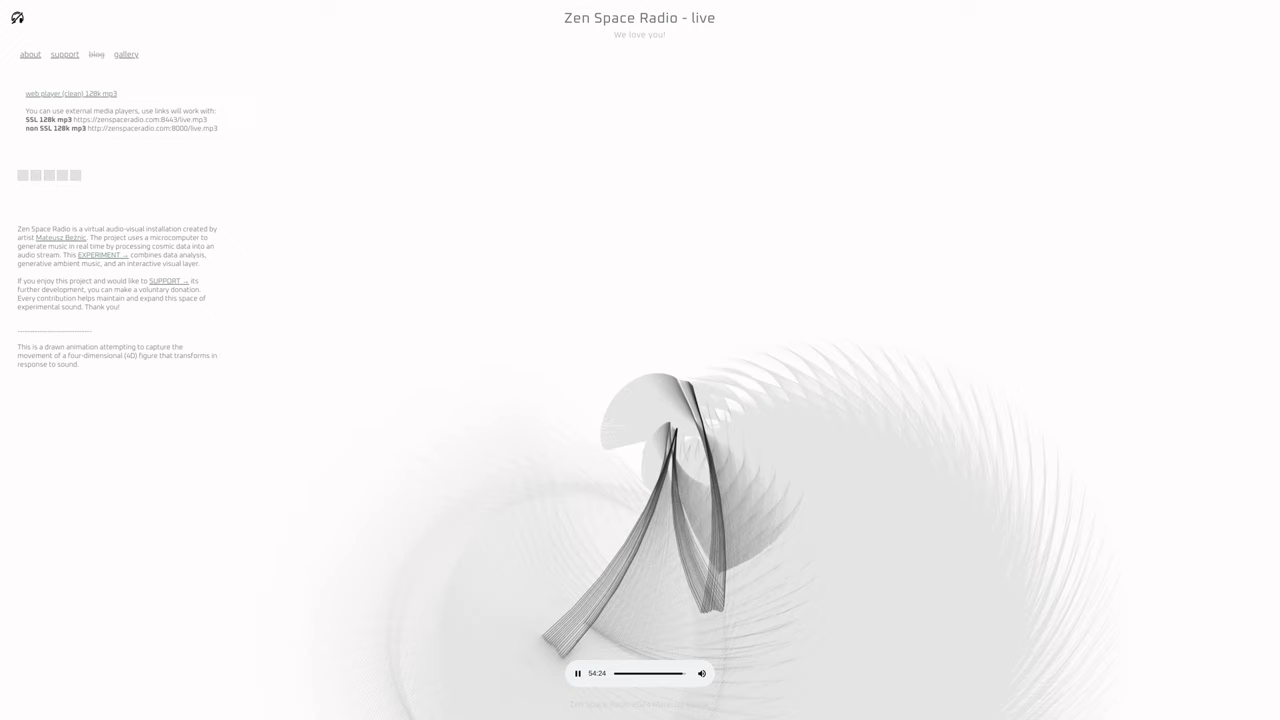 Zen Space Radio - live
We love you!
about support blog gallery
web player (clean) 128k mp3
You can use external media players, use links will work with:
SSL 128k mp3 https://zenspaceradio.com:8443/live.mp3
non SSL 128k mp3 http://zenspaceradio.com:8000/live.mp3
Zen Space Radio is a virtual audio-visual installation created by
artist Mateusz Beźnic. The project uses a microcomputer to
generate music in real time by processing cosmic data into an
audio stream. This EXPERIMENT → combines data analysis,
generative ambient music, and an interactive visual layer.
If you enjoy this project and would like to SUPPORT → its
further development, you can make a voluntary donation.
Every contribution helps maintain and expand this space of
experimental sound. Thank you!
This is a drawn animation attempting to capture the
movement of a four-dimensional (4D) figure that transforms in
response to sound.
54:24
Zen Space Radio